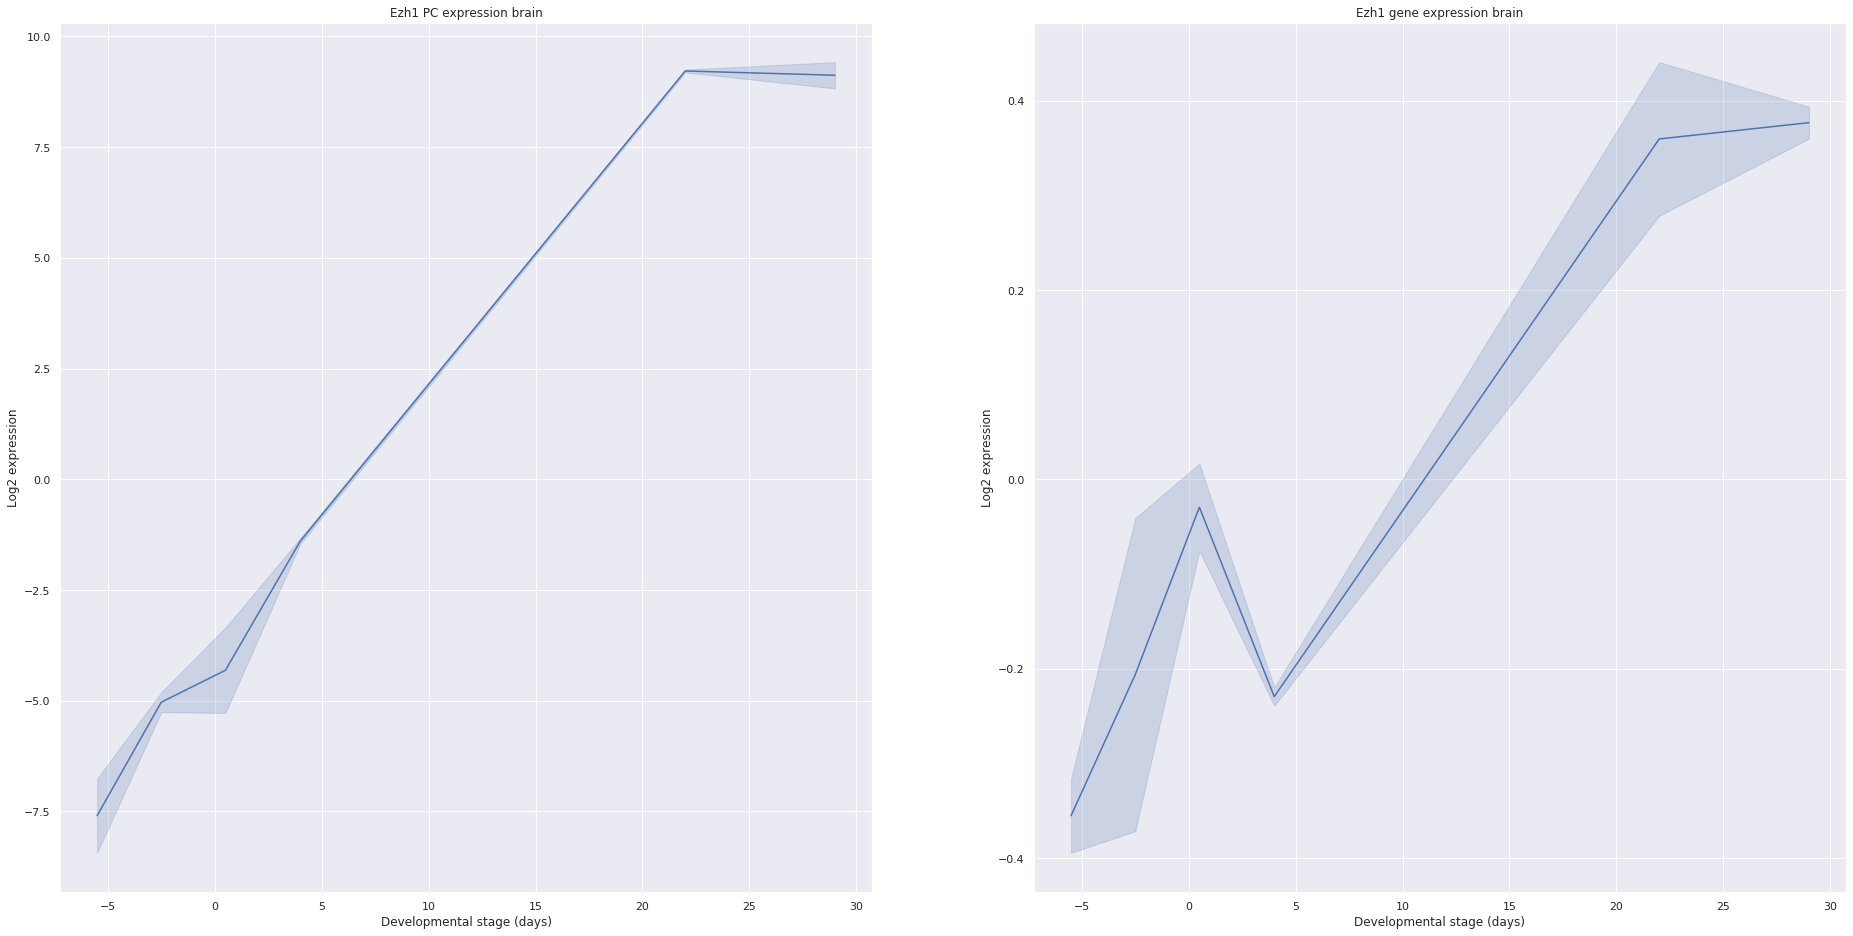 Ezh1 PC expression brain
10.0
7.5
5.0
2.5
0.0
−2.5
−5.0
−7.5
Log2 expression
−5 0 5 10 15 20 25 30
Developmental stage (days)
Ezh1 gene expression brain
0.4
0.2
0.0
−0.2
−0.4
Log2 expression
−5 0 5 10 15 20 25 30
Developmental stage (days)